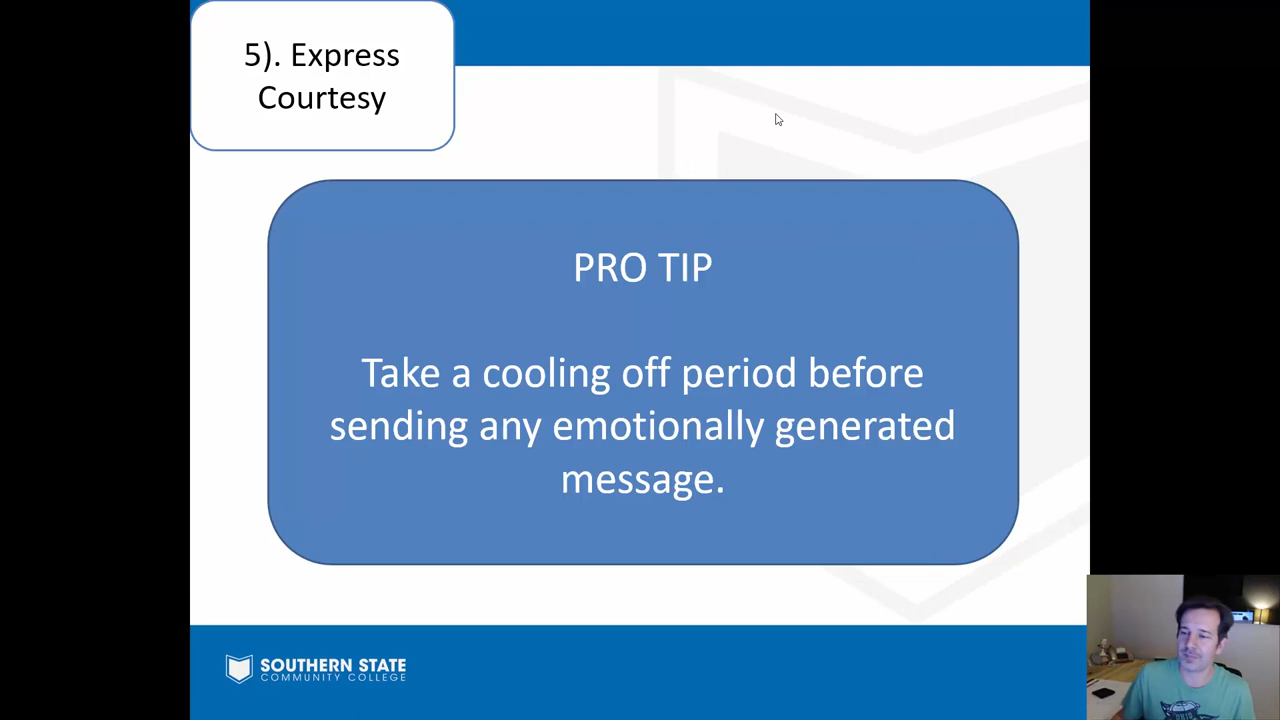 5). Express
Courtesy
PRO TIP
Take a cooling off period before
sending any emotionally generated
message.
SOUTHERN STATE
COMMUNITY COLLEGE